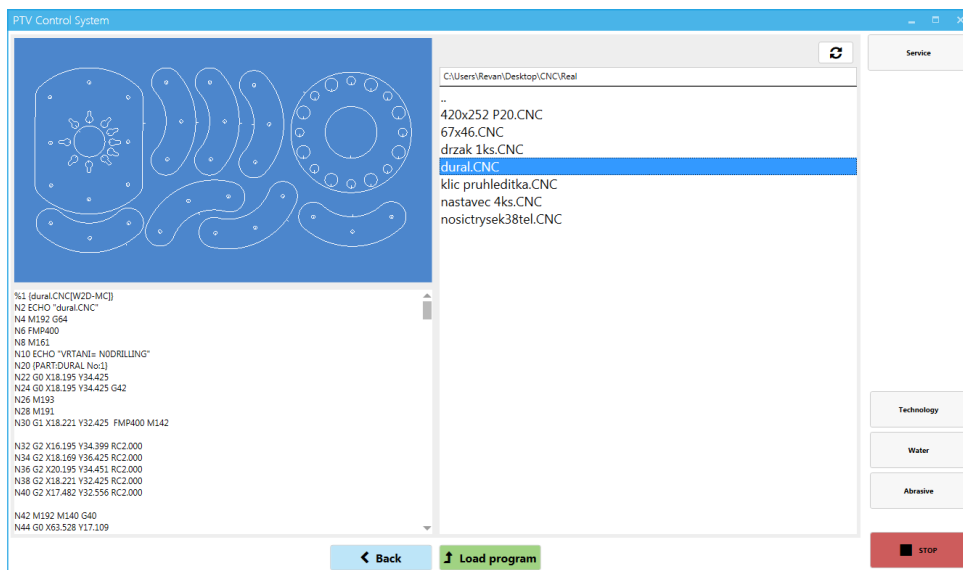 PTV Control System
C:\Users\Revan\Desktop\CNC\Real
..
420x252 P20.CNC
67x46.CNC
drzak 1ks.CNC
dural.CNC
klic pruhleditka.CNC
nastavec 4ks.CNC
nosictrysek38tel.CNC
Service
%1 {dural.CNC[W2D-MC]}
N2 ECHO "dural.CNC"
N4 M192 G64
N6 FMP400
N8 M161
N10 ECHO "VRTANI= N0DRILLING"
N20 {PART:DURAL No:1}
N22 G0 X18.195 Y34.425
N24 G0 X18.195 Y34.425 G42
N26 M193
N28 M191
N30 G1 X18.221 Y32.425  FMP400 M142
N32 G2 X16.195 Y34.399 RC2.000
N34 G2 X18.169 Y36.425 RC2.000
N36 G2 X20.195 Y34.451 RC2.000
N38 G2 X18.221 Y32.425 RC2.000
N40 G2 X17.482 Y32.556 RC2.000
N42 M192 M140 G40
N44 G0 X63.528 Y17.109
Technology
Water
Abrasive
Back
Load program
STOP